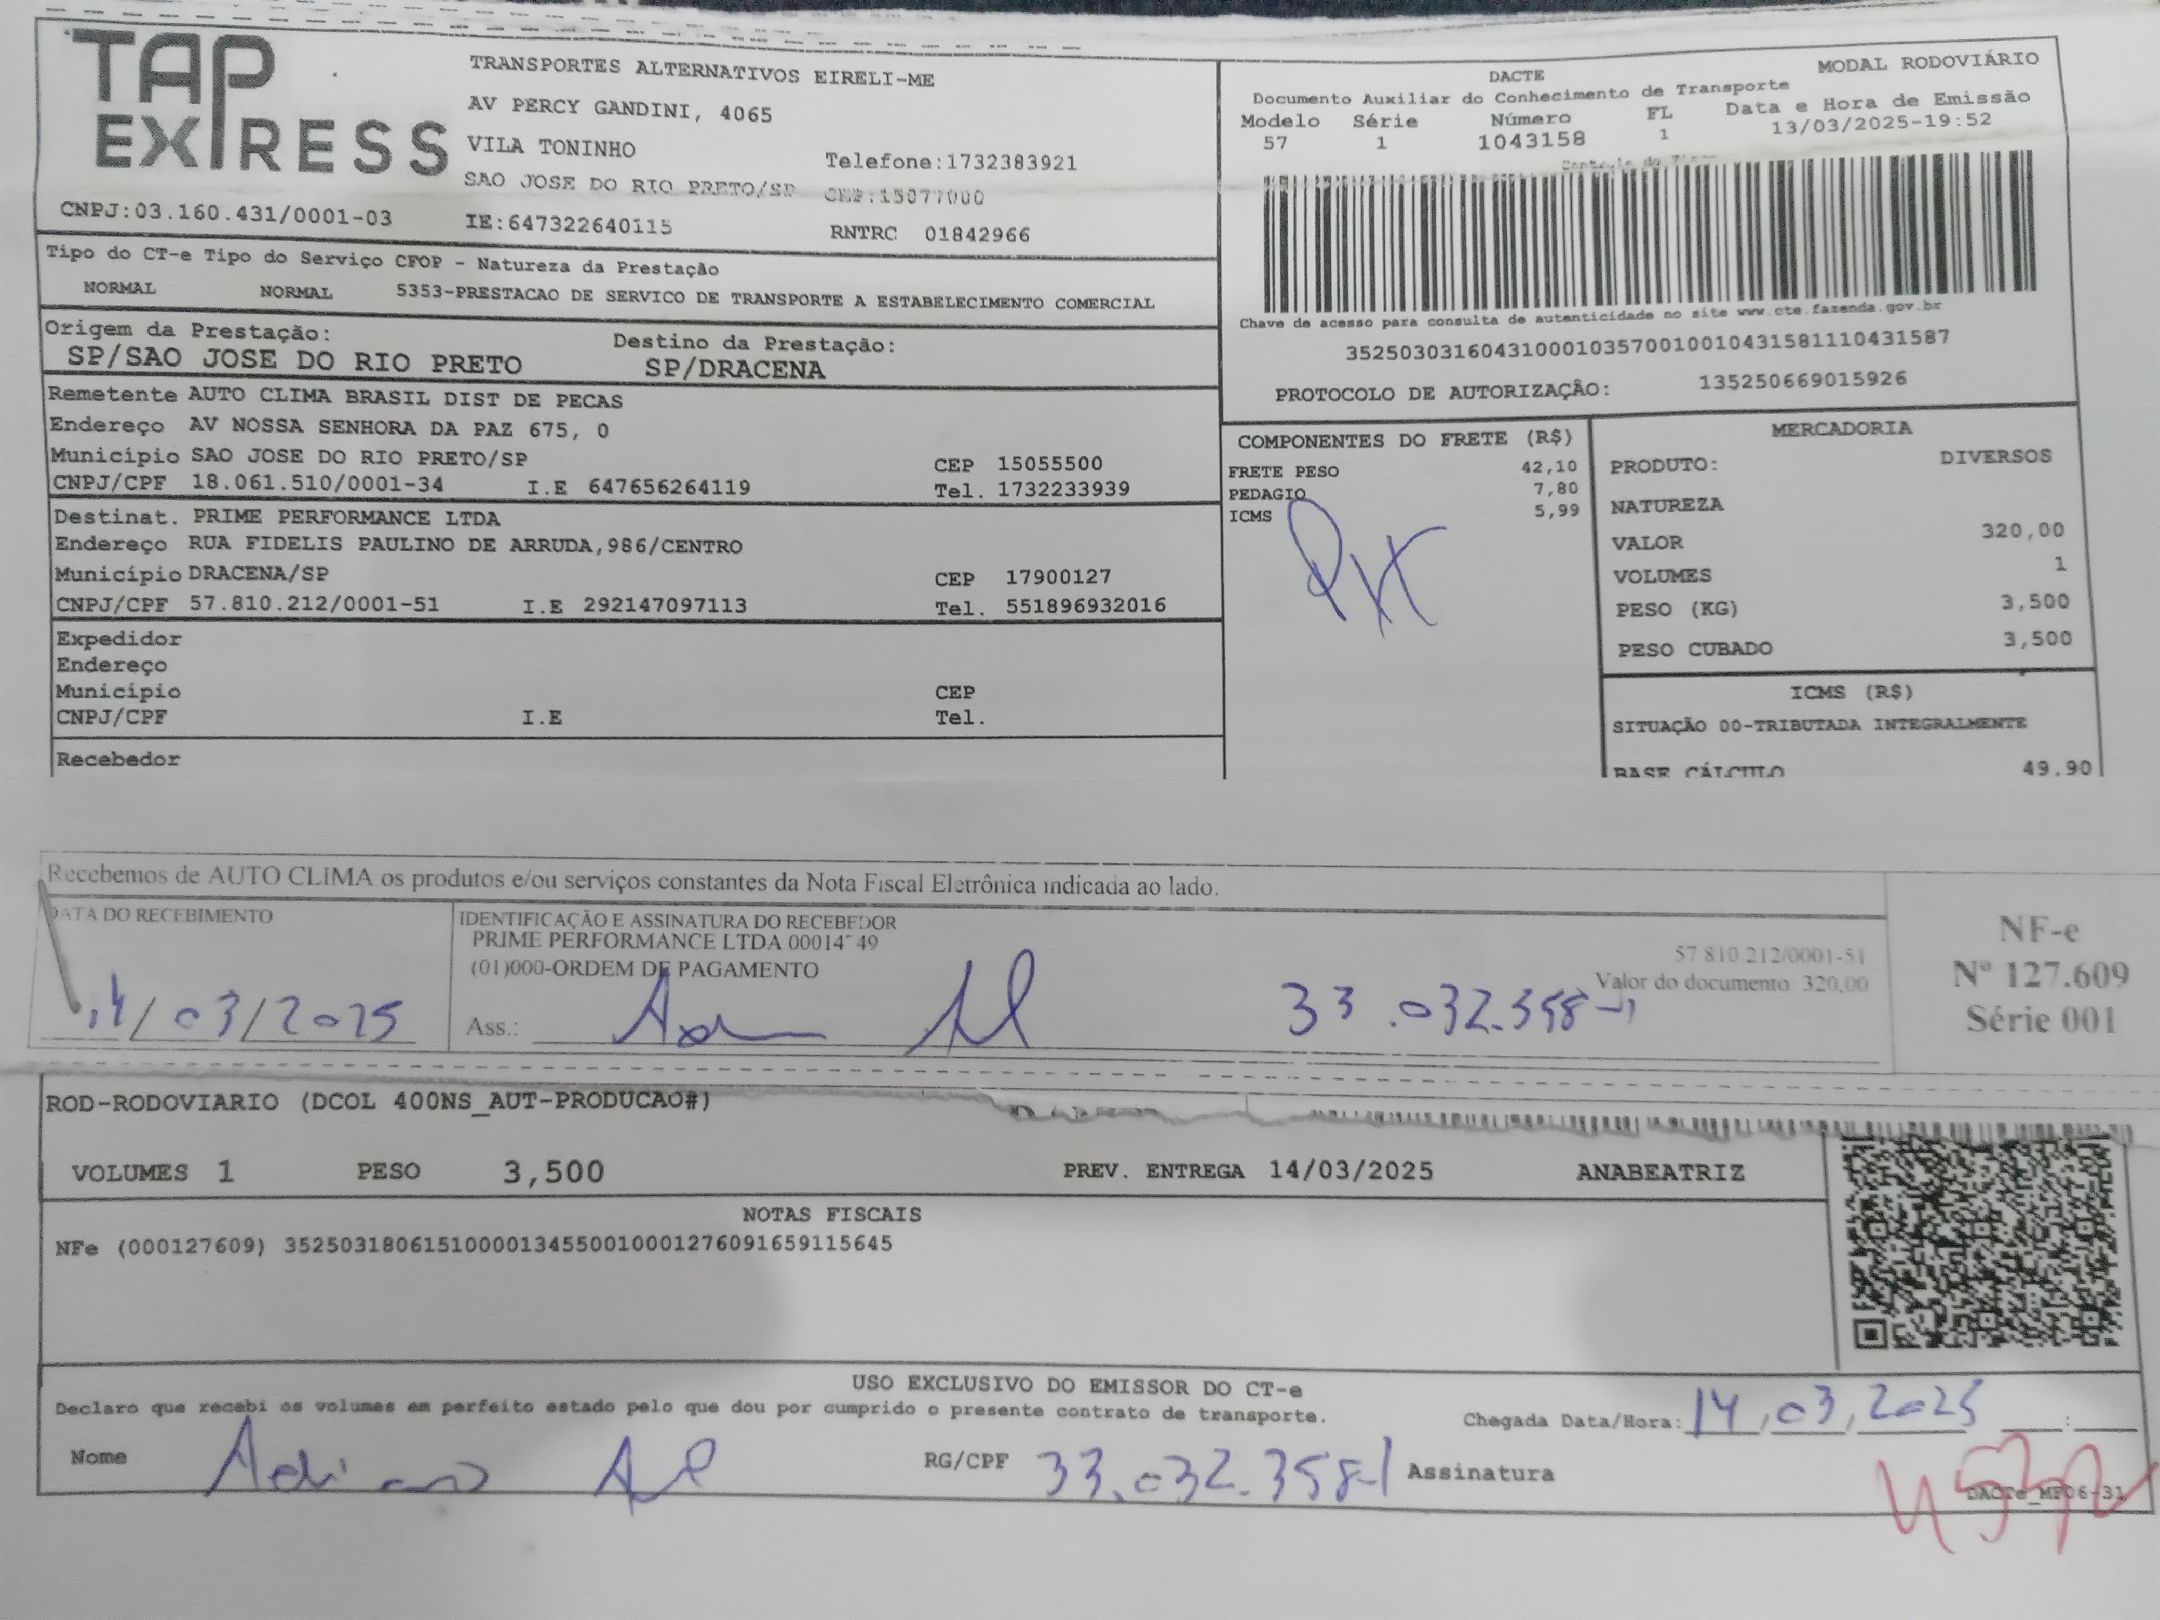 TAP EXPRESS
TRANSPORTES ALTERNATIVOS EIRELI-ME
AV PERCY GANDINI, 4065
VILA TONINHO
Telefone:1732383921
SAO JOSE DO RIO PRETO/SP CEP:15077000
CNPJ:03.160.431/0001-03 IE:647322640115 RNTRC 01842966
DACTE MODAL RODOVIÁRIO
Documento Auxiliar do Conhecimento de Transporte
Modelo Série Número FL Data e Hora de Emissão
57 1 1043158 1 13/03/2025-19:52
Chave de acesso para consulta de autenticidade no site www.cte.fazenda.gov.br
35250303160431000103570010010431581110431587
PROTOCOLO DE AUTORIZAÇÃO: 135250669015926
Tipo do CT-e Tipo do Serviço CFOP - Natureza da Prestação
NORMAL NORMAL 5353-PRESTACAO DE SERVICO DE TRANSPORTE A ESTABELECIMENTO COMERCIAL
Origem da Prestação: Destino da Prestação:
SP/SAO JOSE DO RIO PRETO SP/DRACENA
Remetente AUTO CLIMA BRASIL DIST DE PECAS
Endereço AV NOSSA SENHORA DA PAZ 675, 0
Município SAO JOSE DO RIO PRETO/SP CEP 15055500
CNPJ/CPF 18.061.510/0001-34 I.E 647656264119 Tel. 1732233939
Destinat. PRIME PERFORMANCE LTDA
Endereço RUA FIDELIS PAULINO DE ARRUDA,986/CENTRO
Município DRACENA/SP CEP 17900127
CNPJ/CPF 57.810.212/0001-51 I.E 292147097113 Tel. 551896932016
Expedidor
Endereço
Município CEP
CNPJ/CPF I.E Tel.
Recebedor
COMPONENTES DO FRETE (R$)
FRETE PESO 42,10
PEDAGIO 7,80
ICMS 5,99
MERCADORIA
PRODUTO: DIVERSOS
NATUREZA
VALOR 320,00
VOLUMES 1
PESO (KG) 3,500
PESO CUBADO 3,500
ICMS (R$)
SITUAÇÃO 00-TRIBUTADA INTEGRALMENTE
BASE CÁLCULO 49,90
Recebemos de AUTO CLIMA os produtos e/ou serviços constantes da Nota Fiscal Eletrônica indicada ao lado.
DATA DO RECEBIMENTO
14/03/2025
IDENTIFICAÇÃO E ASSINATURA DO RECEBEDOR
PRIME PERFORMANCE LTDA
57.810.212/0001-51
(01)000-ORDEM DE PAGAMENTO
Valor do documento 320,00
Ass.: 33.032.358-1
NF-e
Nº 127.609
Série 001
ROD-RODOVIARIO (DCOL 400NS_AUT-PRODUCAO#)
VOLUMES 1 PESO 3,500 PREV. ENTREGA 14/03/2025 ANABEATRIZ
NOTAS FISCAIS
NFe (000127609) 35250318061510000134550010001276091659115645
USO EXCLUSIVO DO EMISSOR DO CT-e
Declaro que recebi os volumes em perfeito estado pelo que dou por cumprido o presente contrato de transporte.
Chegada Data/Hora: 14/03/2025 :
Nome Adriano RG/CPF 33.032.358-1 Assinatura
DACTe_MF06-31